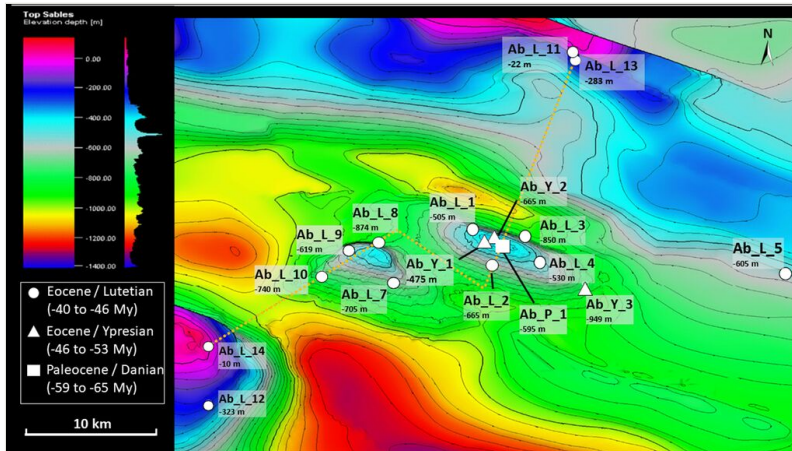 Top Sables
Elevation depth [m]
0.00
-200.00
-400.00
-600.00
-800.00
-1000.00
-1200.00
-1400.00
Eocene / Lutetian
(-40 to -46 My)
Eocene / Ypresian
(-46 to -53 My)
Paleocene / Danian
(-59 to -65 My)
10 km
N
Ab_L_11
-22 m
Ab_L_13
-283 m
Ab_Y_2
-665 m
Ab_L_1
-505 m
Ab_L_8
-874 m
Ab_L_3
-850 m
Ab_L_9
-619 m
Ab_L_5
-605 m
Ab_L_10
-740 m
Ab_Y_1
-475 m
Ab_L_4
-530 m
Ab_L_7
-705 m
Ab_L_2
-665 m
Ab_P_1
-595 m
Ab_Y_3
-949 m
Ab_L_14
-10 m
Ab_L_12
-323 m